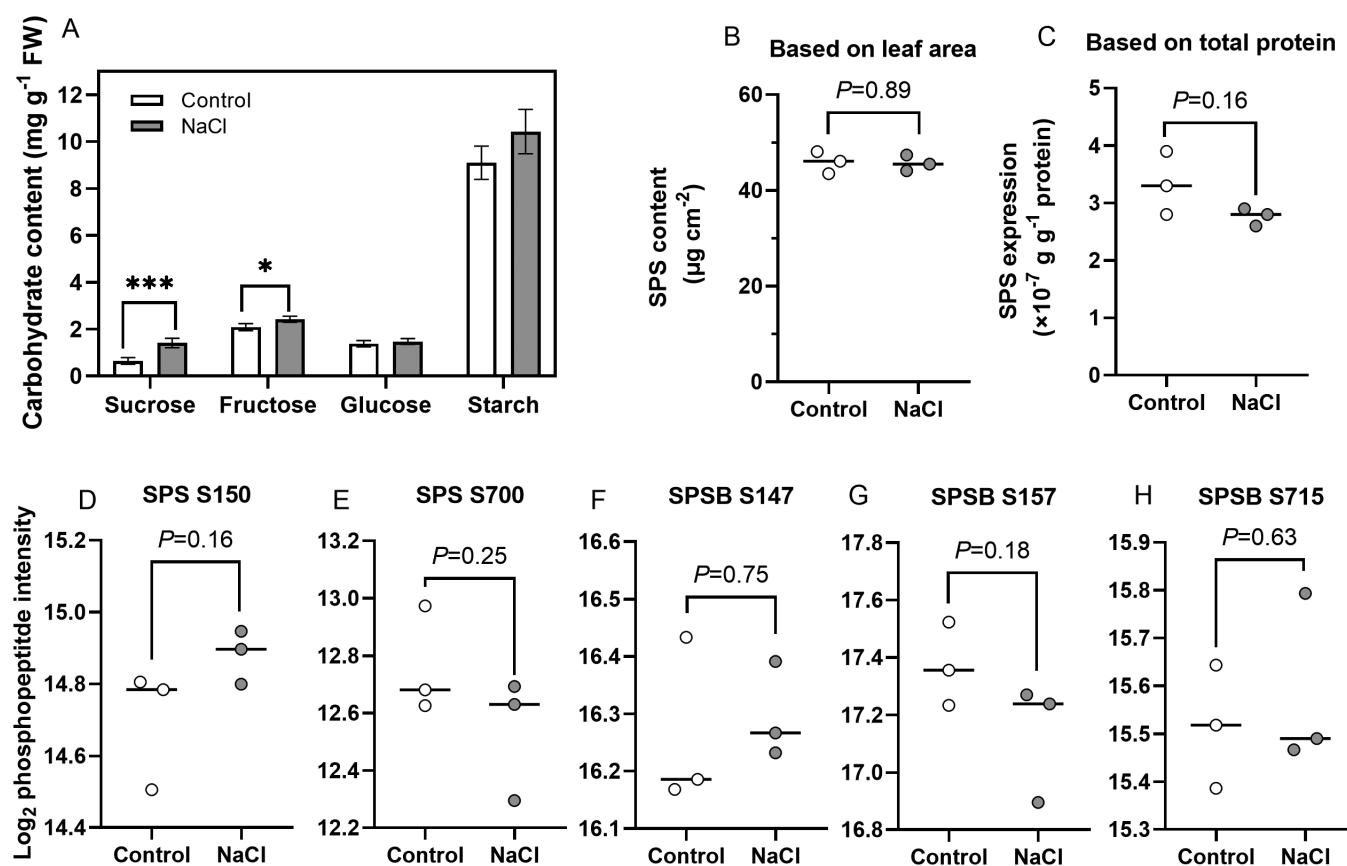 A
Carbohydrate content (mg g-1 FW)
12
10
8
6
4
2
0
Control
NaCl
***
*
Sucrose
Fructose
Glucose
Starch
B
Based on leaf area
SPS content
(µg cm-2)
60
40
20
0
P=0.89
Control
NaCl
C
Based on total protein
SPS expression
(×10-7 g g-1 protein)
5
4
3
2
1
0
P=0.16
Control
NaCl
D
SPS S150
Log2 phosphopeptitde intensity
15.2
15.0
14.8
14.6
14.4
P=0.16
Control
NaCl
E
SPS S700
13.2
13.0
12.8
12.6
12.4
12.2
P=0.25
Control
NaCl
F
SPSB S147
16.6
16.5
16.4
16.3
16.2
16.1
P=0.75
Control
NaCl
G
SPSB S157
17.8
17.6
17.4
17.2
17.0
16.8
P=0.18
Control
NaCl
H
SPSB S715
15.9
15.8
15.7
15.6
15.5
15.4
15.3
P=0.63
Control
NaCl